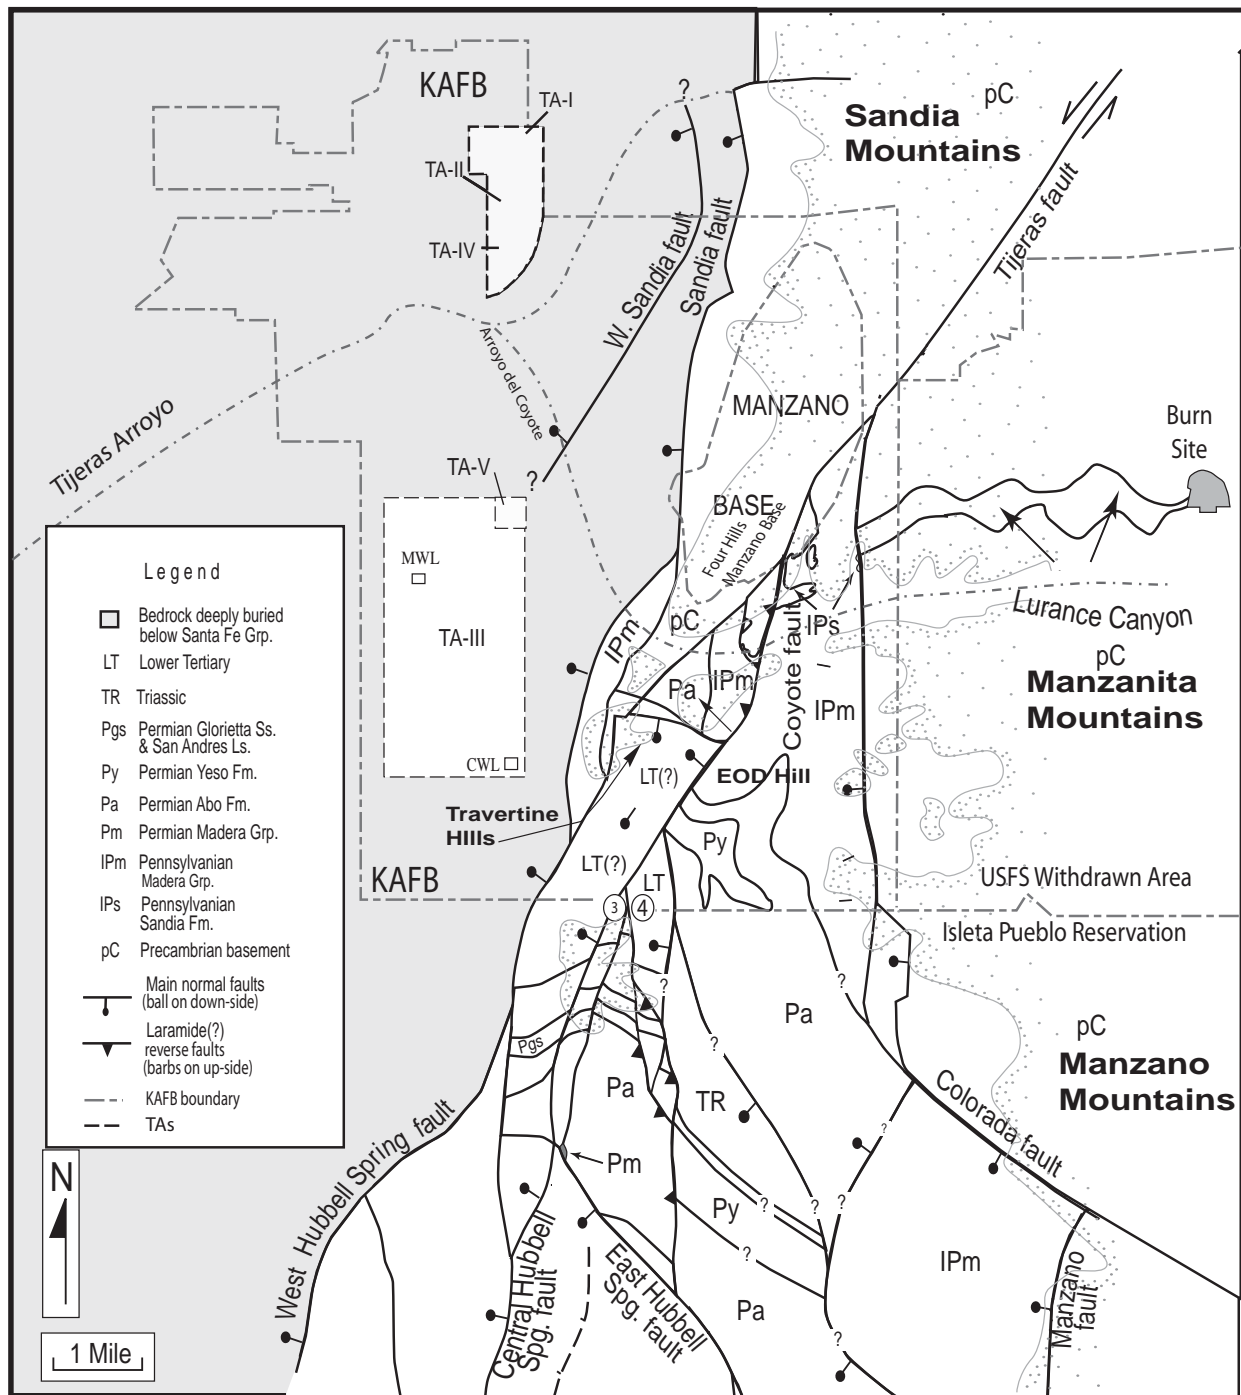 KAFB
TA-I
TA-II
TA-IV
?
pC
Sandia
Mountains
Tijeras fault
W. Sandia fault
Sandia fault
Arroyo del Coyote
Tijeras Arroyo
MANZANO
BASE
Four Hills
Manzano Base
Burn
Site
TA-V
?
MWL
TA-III
CWL
Legend
Bedrock deeply buried
below Santa Fe Grp.
LT Lower Tertiary
TR Triassic
Pgs Permian Glorietta Ss.
& San Andres Ls.
Py Permian Yeso Fm.
Pa Permian Abo Fm.
Pm Permian Madera Grp.
IPm Pennsylvanian
Madera Grp.
IPs Pennsylvanian
Sandia Fm.
pC Precambrian basement
Main normal faults
(ball on down-side)
Laramide(?)
reverse faults
(barbs on up-side)
KAFB boundary
TAs
N
1 Mile
IPm
pC
IPs
Coyote fault
Lurance Canyon
pC
Manzanita
Mountains
Pa
IPm
IPm
LT(?)
EOD Hill
Travertine
HIlls
Py
LT(?)
LT
KAFB
3
4
USFS Withdrawn Area
Isleta Pueblo Reservation
?
?
Pa
?
Pgs
pC
Manzano
Mountains
Pa
TR
Colorada fault
?
Pm
?
?
?
Py
?
IPm
Pa
West Hubbell Spring fault
Central Hubbell
Spg. fault
East Hubbell
Spg. fault
Manzano
fault
?